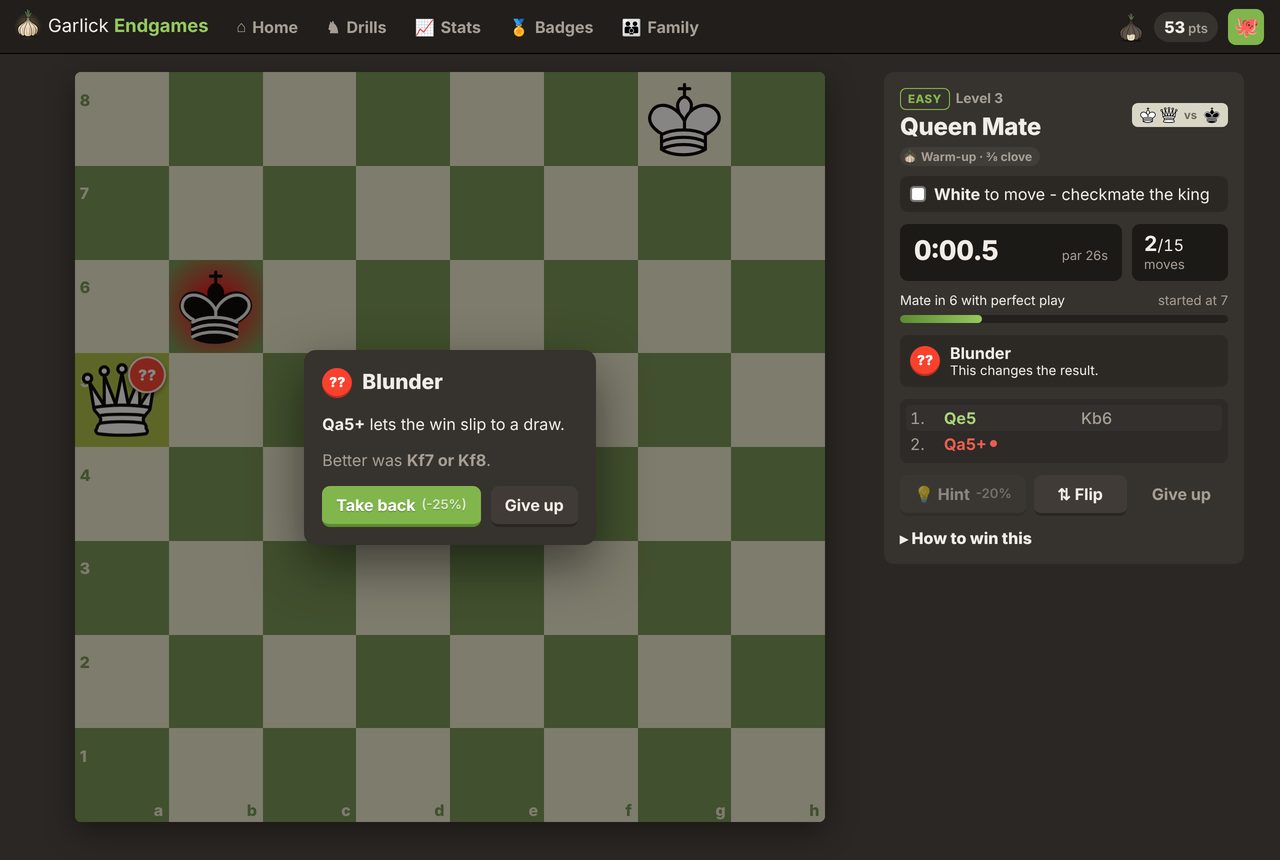 Garlick Endgames
Home
Drills
Stats
Badges
Family
53 pts
8
7
6
5
4
3
2
1
a b c d e f g h
??
?? Blunder
Qa5+ lets the win slip to a draw.
Better was Kf7 or Kf8.
Take back (-25%)
Give up
EASY Level 3
Queen Mate
vs
Warm-up · ⅜ clove
White to move - checkmate the king
0:00.5 par 26s
2/15
moves
Mate in 6 with perfect play started at 7
?? Blunder
This changes the result.
1. Qe5 Kb6
2. Qa5+
Hint -20%
Flip
Give up
How to win this